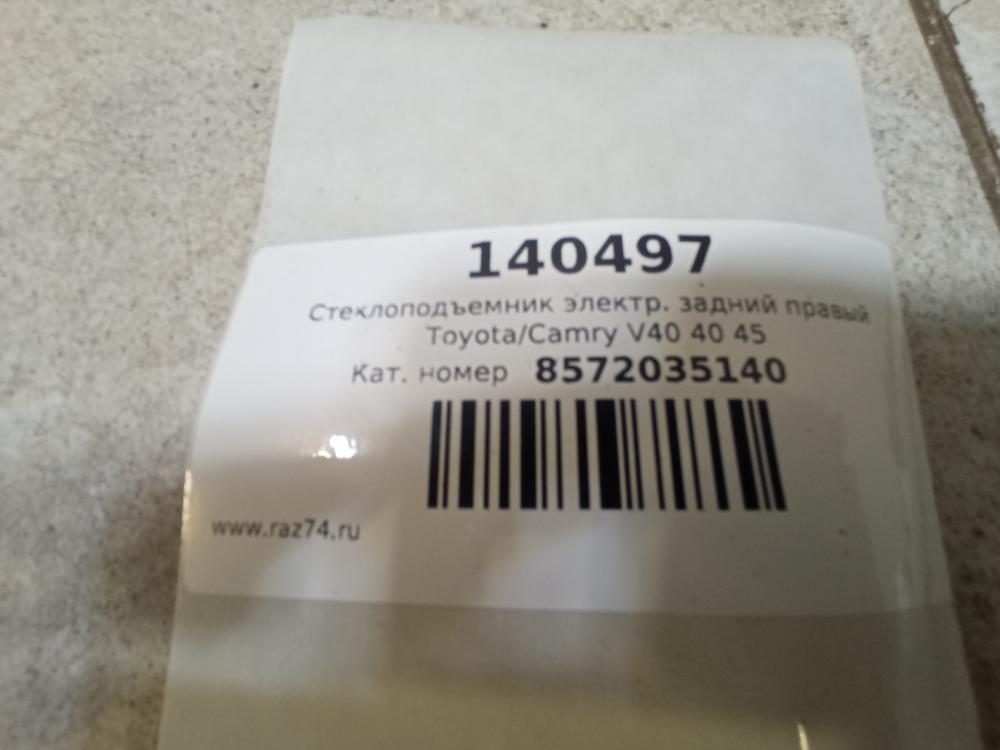 140497
Стеклоподъемник электр. задний правый
Toyota/Camry V40 40 45
Кат. номер 8572035140
www.raz74.ru